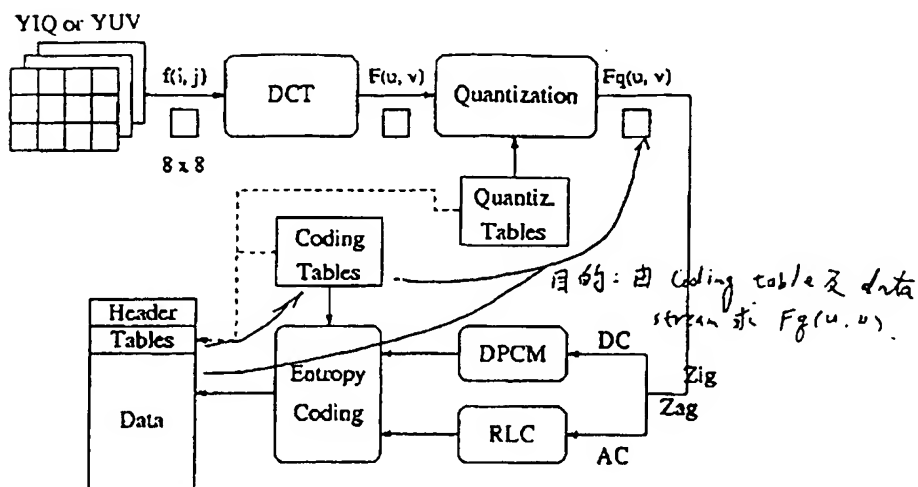 YIQ or YUV
f(i, j)
8 x 8
DCT
F(u, v)
Quantization
Fq(u, v)
Quantiz.
Tables
Coding
Tables
目的: 由 Coding table 及 data
stream 求 Fq(u.v)
Header
Tables
Data
Entropy
Coding
DPCM
RLC
DC
AC
Zig
Zag